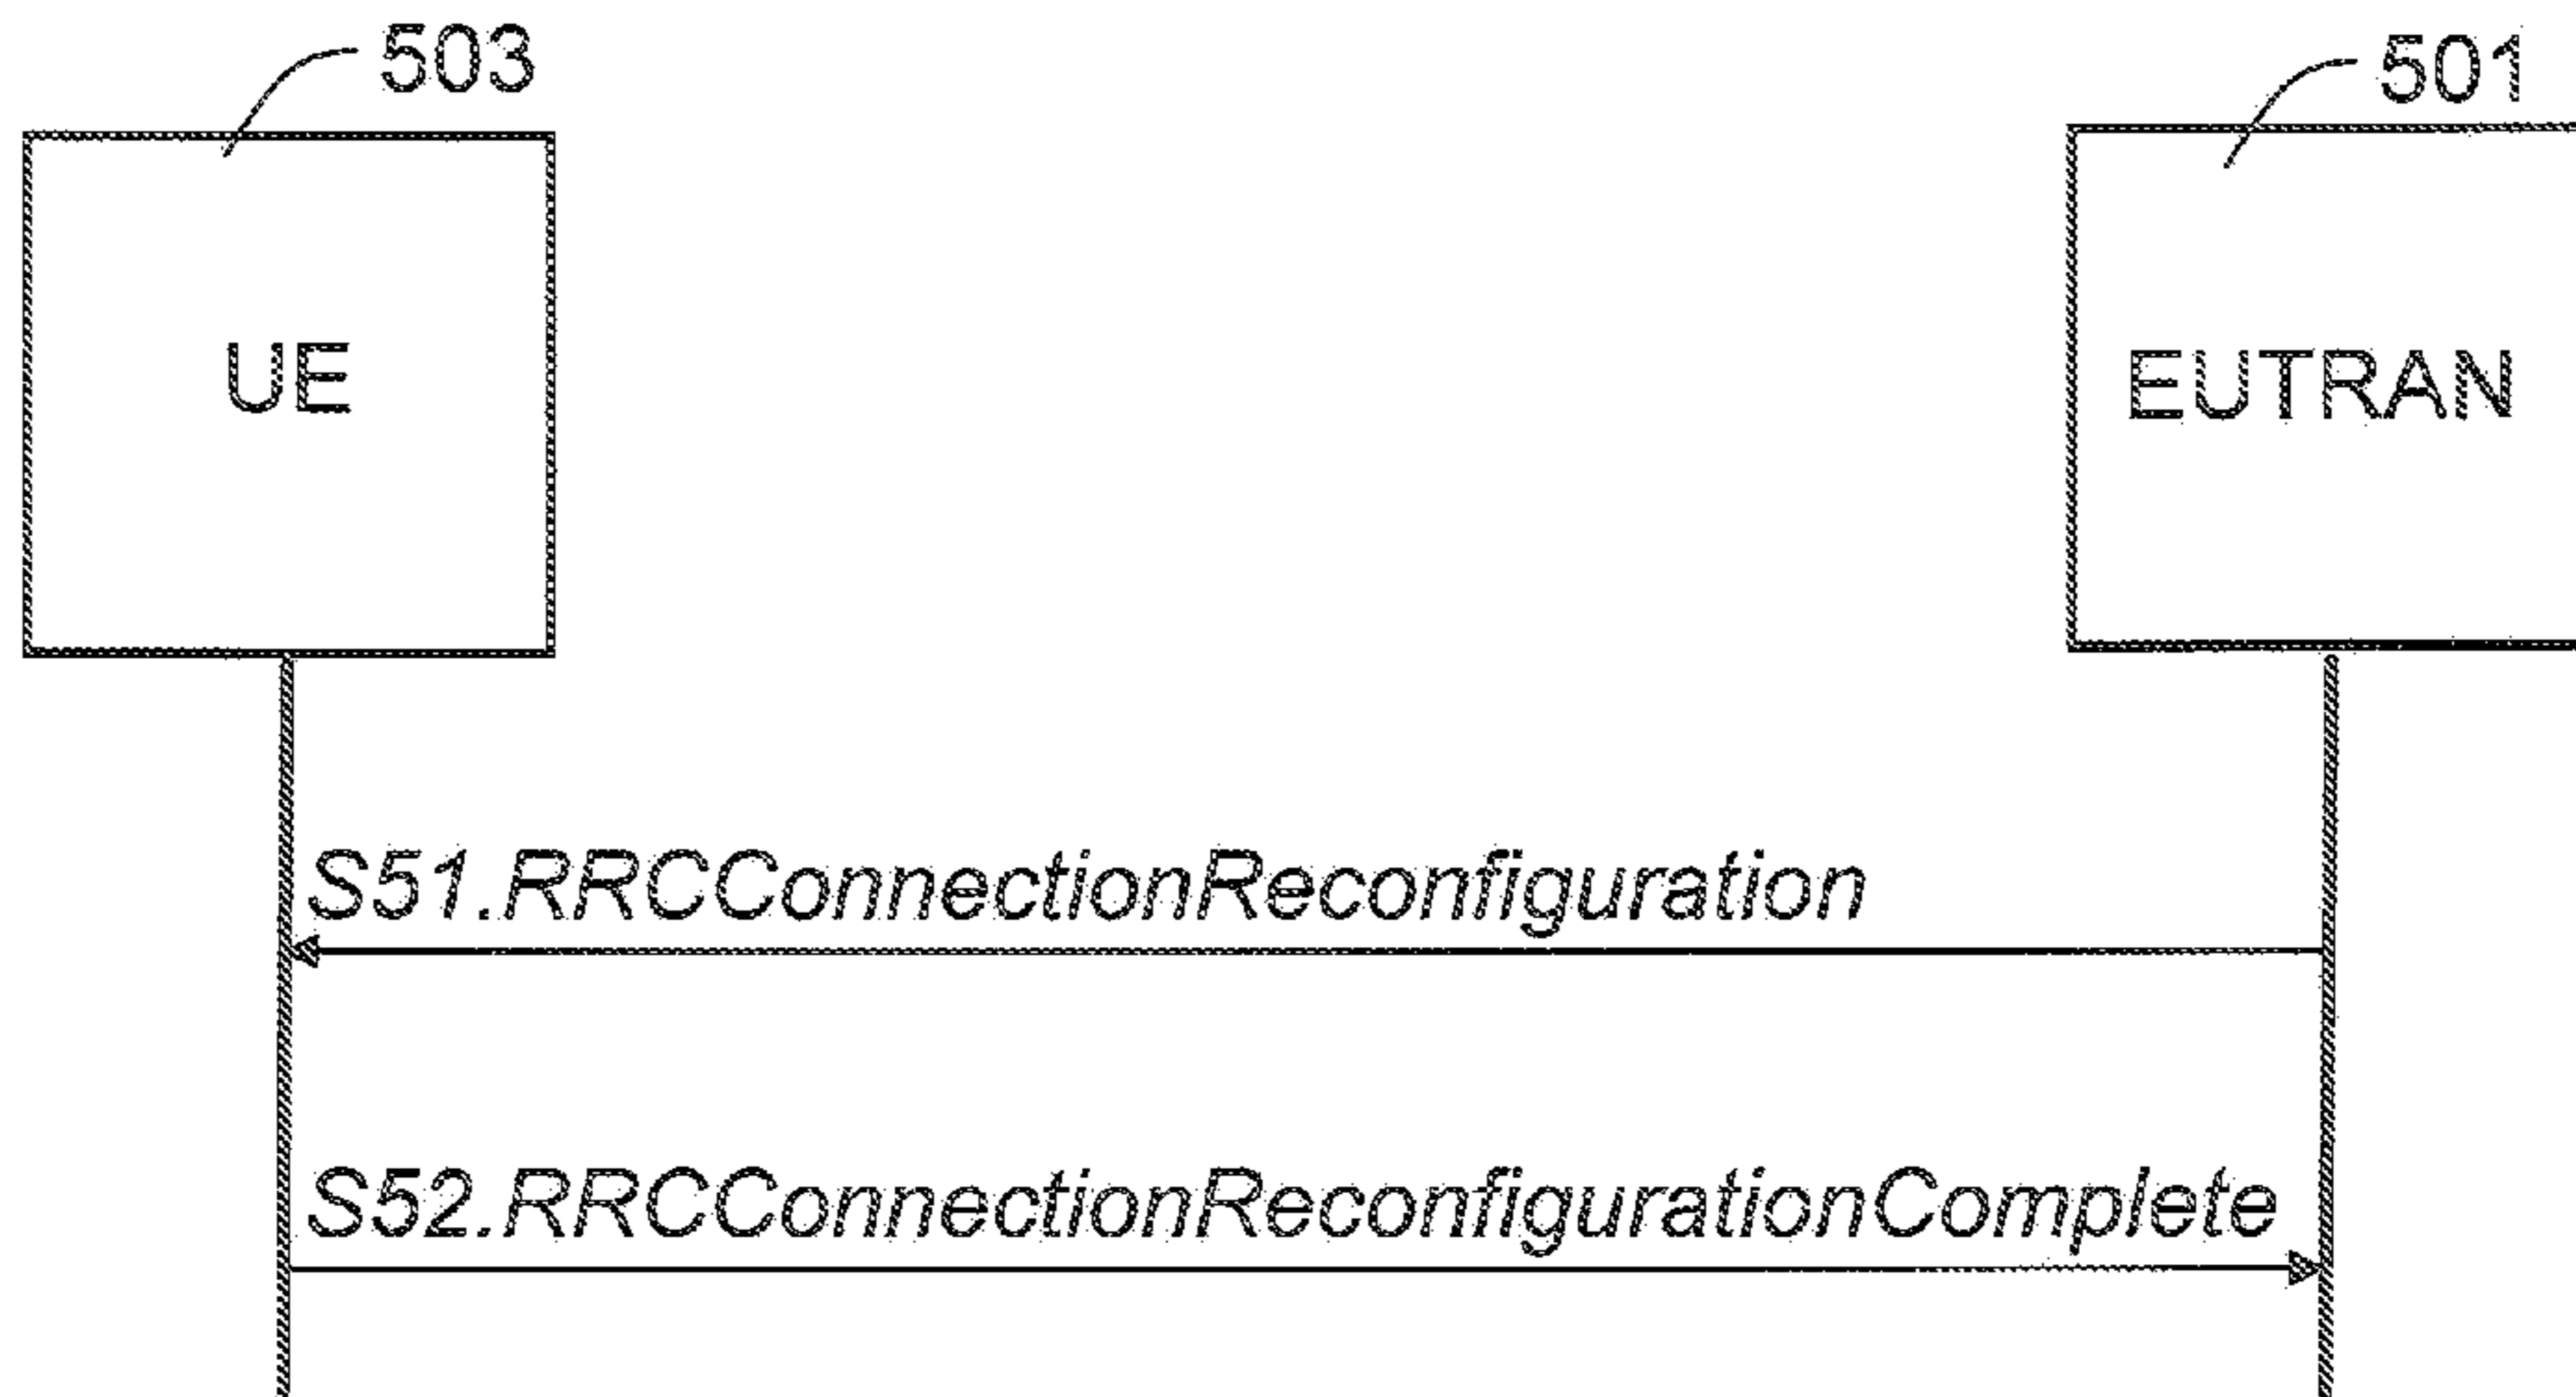 503
501
UE
EUTRAN
S51.RRCConnectionReconfiguration
S52.RRCConnectionReconfigurationComplete